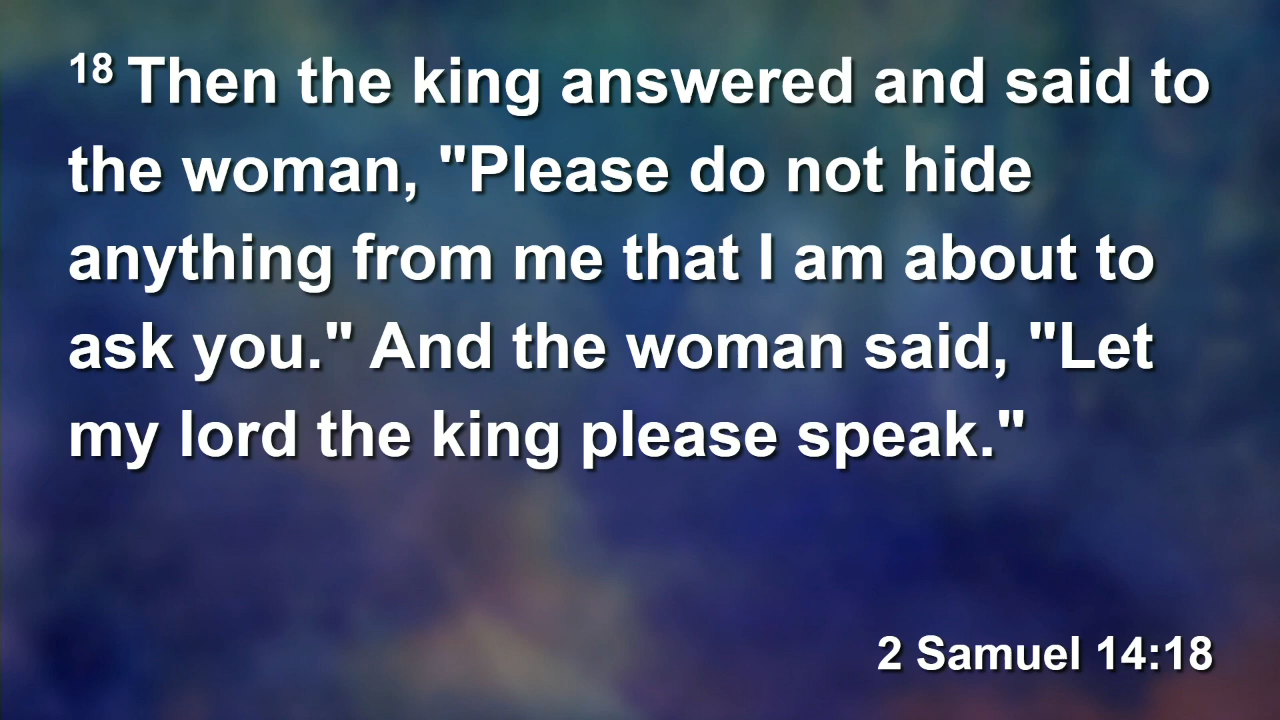 18 Then the king answered and said to
the woman, "Please do not hide
anything from me that I am about to
ask you." And the woman said, "Let
my lord the king please speak."
2 Samuel 14:18